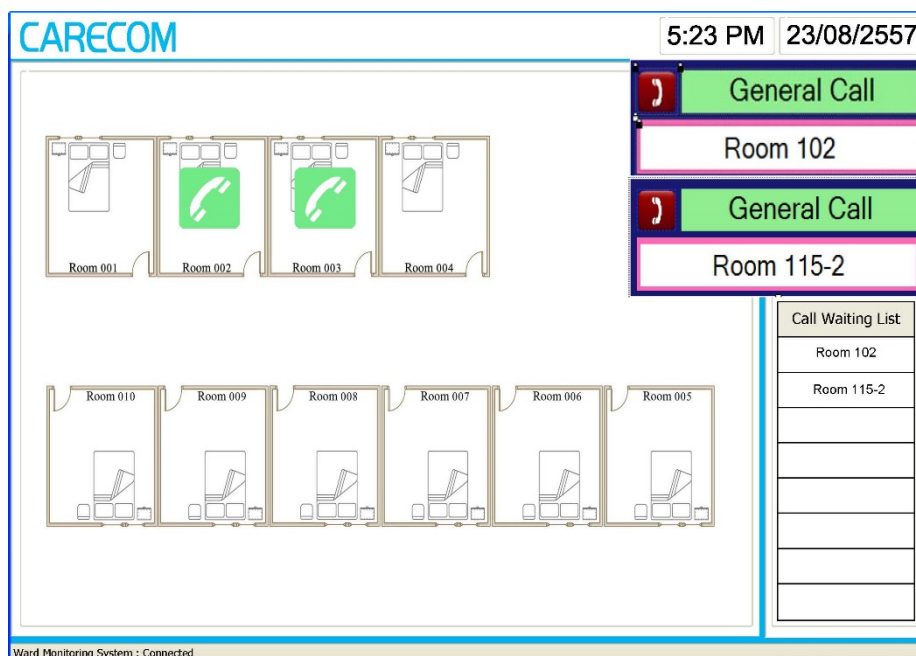 CARECOM
5:23 PM 23/08/2557
General Call
Room 102
General Call
Room 115-2
Room 001 Room 002 Room 003 Room 004
Call Waiting List
Room 102
Room 115-2
Room 010 Room 009 Room 008 Room 007 Room 006 Room 005
Ward Monitoring System : Connected